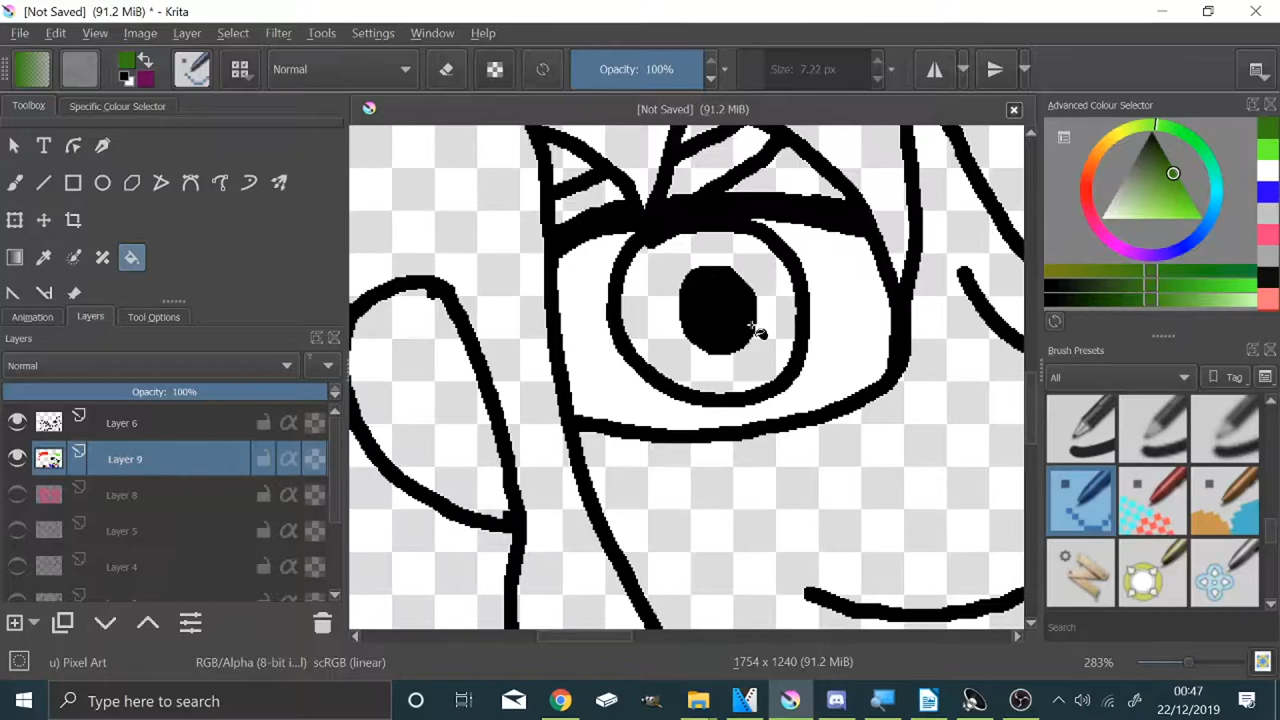 [Not Saved] (91.2 MiB) * - Krita
File Edit View Image Layer Select Filter Tools Settings Window Help
Normal Opacity: 100% Size: 7.22 px
Toolbox Specific Colour Selector
[Not Saved] (91.2 MiB)
Advanced Colour Selector
Animation Layers Tool Options
Layers
Normal
Opacity: 100%
Layer 6
Layer 9
Layer 8
Layer 5
Layer 4
Brush Presets
All Tag
Search
u) Pixel Art RGB/Alpha (8-bit i...l) scRGB (linear) 1754 x 1240 (91.2 MiB) 283%
Type here to search
00:47
22/12/2019